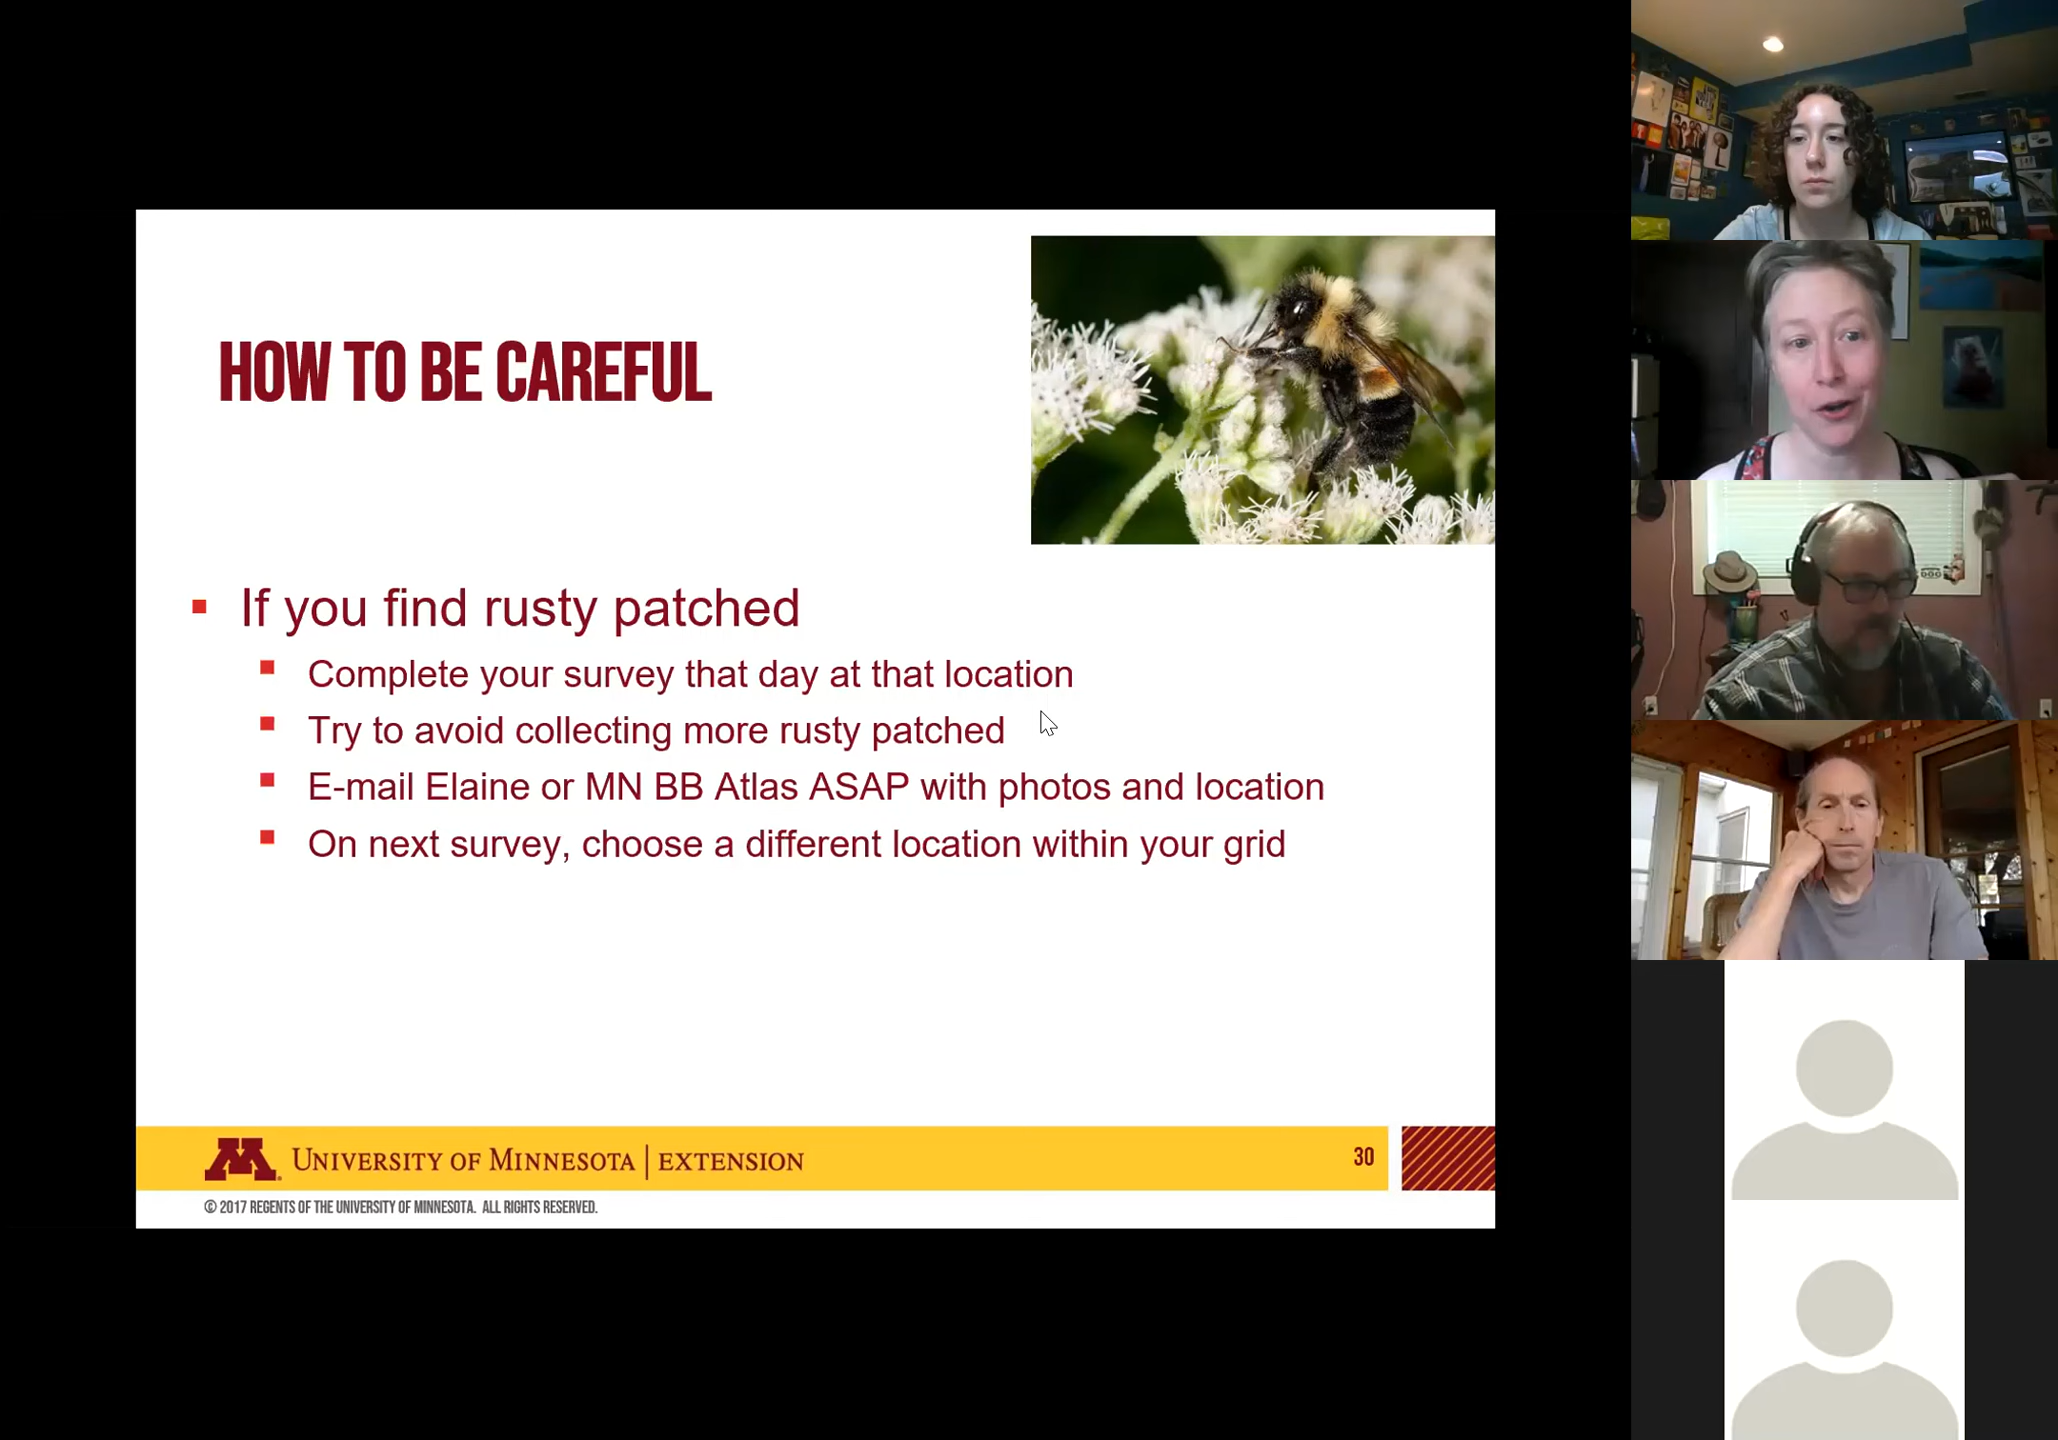 HOW TO BE CAREFUL
If you find rusty patched
Complete your survey that day at that location
Try to avoid collecting more rusty patched
E-mail Elaine or MN BB Atlas ASAP with photos and location
On next survey, choose a different location within your grid
M UNIVERSITY OF MINNESOTA | EXTENSION
30
© 2017 REGENTS OF THE UNIVERSITY OF MINNESOTA. ALL RIGHTS RESERVED.